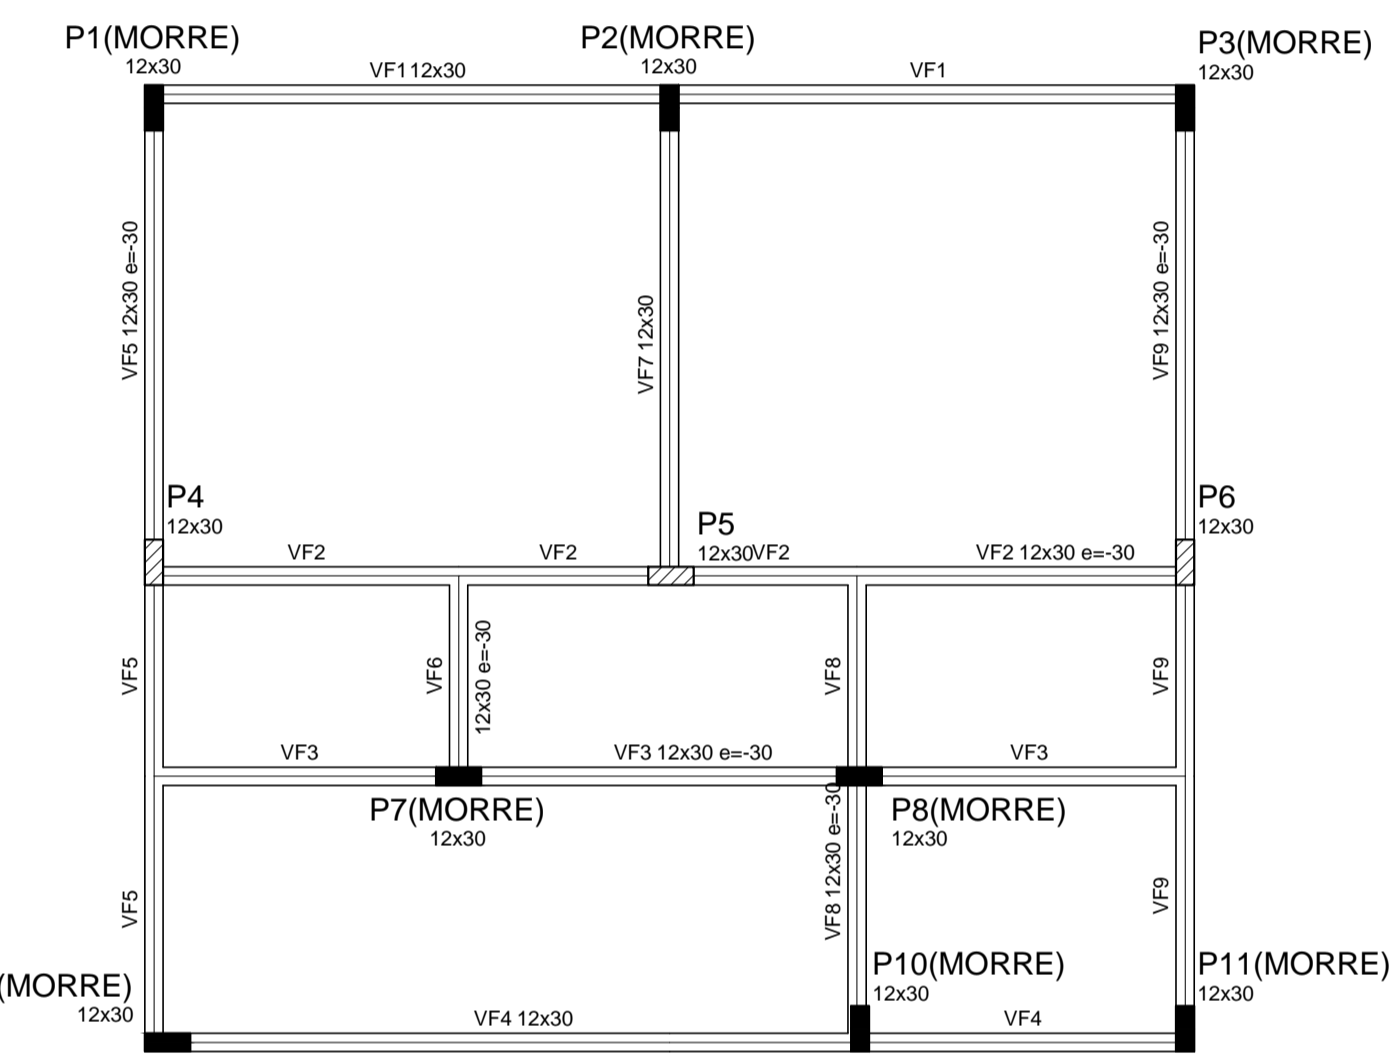 P1(MORRE)
12x30
VF1 12x30
P2(MORRE)
12x30
VF1
P3(MORRE)
12x30
VF5 12x30 e=-30
VF7 12x30
VF9 12x30 e=-30
P4
12x30
P5
12x30
P6
12x30
VF2
VF2
VF2
VF2 12x30 e=-30
VF5
VF6
12x30 e=-30
VF8
VF9
VF3
VF3 12x30 e=-30
VF3
P7(MORRE)
12x30
P8(MORRE)
12x30
VF8 12x30 e=-30
VF5
VF9
(MORRE)
12x30
P10(MORRE)
12x30
P11(MORRE)
12x30
VF4 12x30
VF4